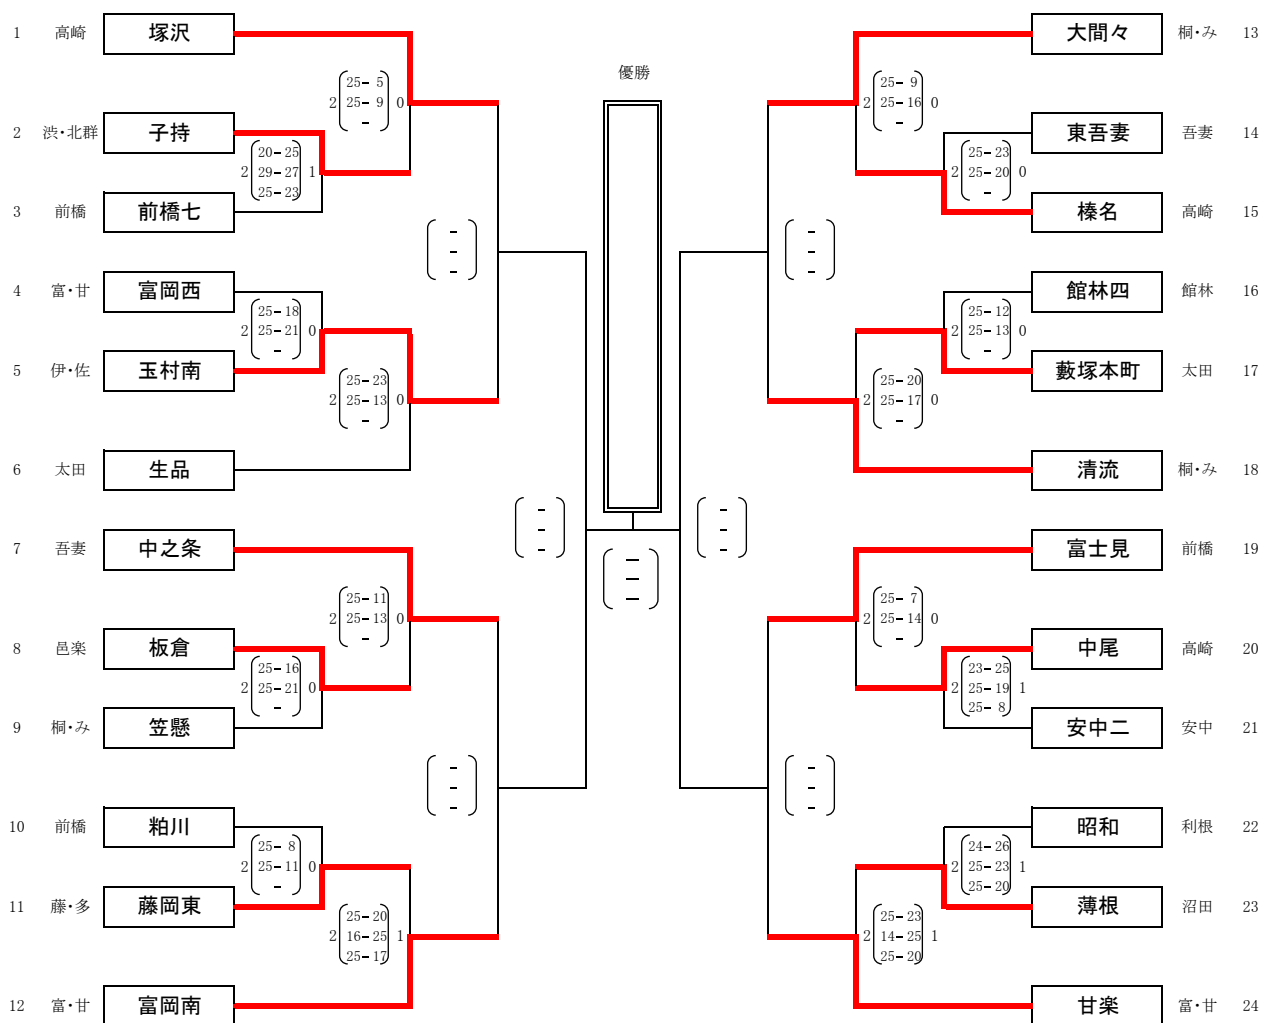 優勝
1 高崎 塚沢
2 25- 5 0
25- 9
-
2 渋・北群 子持
2 20-25 1
29-27
25-23
3 前橋 前橋七
4 富・甘 富岡西
2 25-18 0
25-21
-
5 伊・佐 玉村南
2 25-23 0
25-13
-
6 太田 生品
7 吾妻 中之条
2 25-11 0
25-13
-
8 邑楽 板倉
2 25-16 0
25-21
-
9 桐・み 笠懸
10 前橋 粕川
2 25- 8 0
25-11
-
11 藤・多 藤岡東
2 25-20 1
16-25
25-17
12 富・甘 富岡南
大間々 桐・み 13
2 25- 9 0
25-16
-
東吾妻 吾妻 14
2 25-23 0
25-20
-
榛名 高崎 15
館林四 館林 16
2 25-12 0
25-13
-
藪塚本町 太田 17
2 25-20 0
25-17
-
清流 桐・み 18
富士見 前橋 19
2 25- 7 0
25-14
-
中尾 高崎 20
2 23-25 1
25-19
25- 8
安中二 安中 21
昭和 利根 22
2 24-26 1
25-23
25-20
薄根 沼田 23
2 25-23 1
14-25
25-20
甘楽 富・甘 24